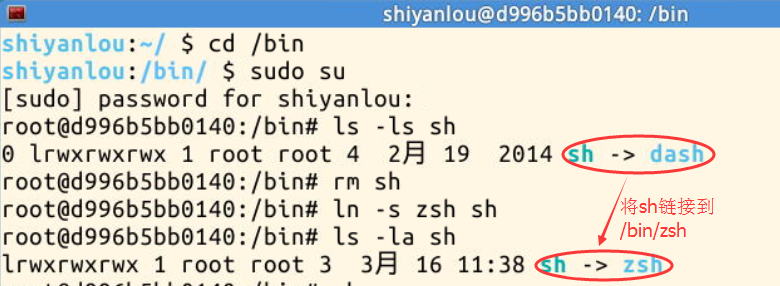 shiyanlou@d996b5bb0140: /bin
shiyanlou:~/ $ cd /bin
shiyanlou:/bin/ $ sudo su
[sudo] password for shiyanlou:
root@d996b5bb0140:/bin# ls -ls sh
0 lrwxrwxrwx 1 root root 4  2月 19  2014 sh -> dash
root@d996b5bb0140:/bin# rm sh
root@d996b5bb0140:/bin# ln -s zsh sh
将sh链接到
/bin/zsh
root@d996b5bb0140:/bin# ls -la sh
lrwxrwxrwx 1 root root 3  3月 16 11:38 sh -> zsh